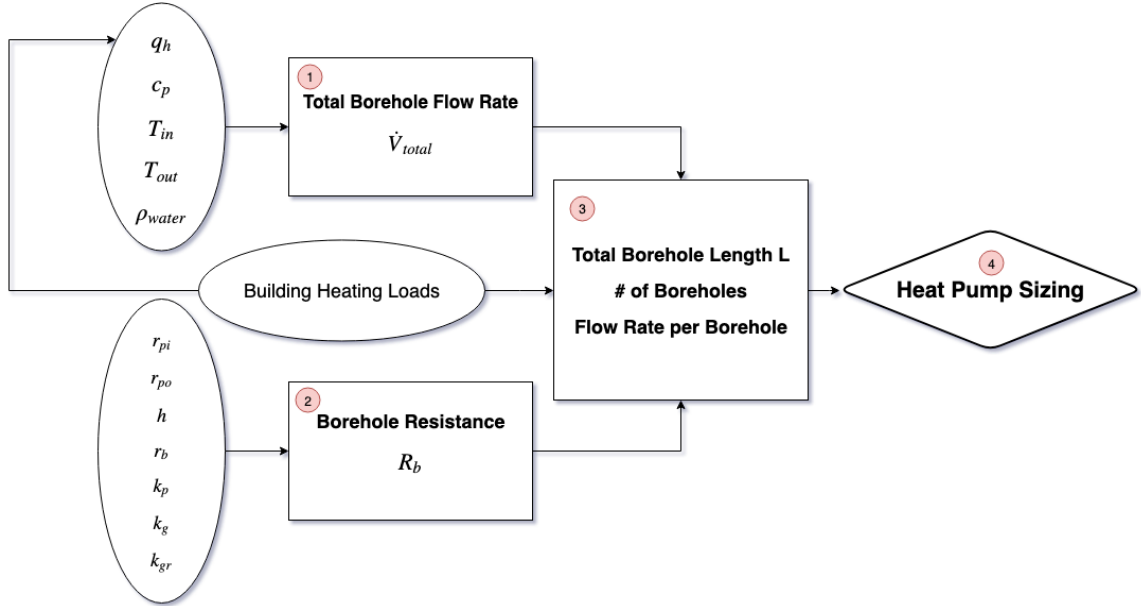 q_h
c_p
T_in
T_out
ρ_water
1
Total Borehole Flow Rate
V̇_total
Building Heating Loads
r_pi
r_po
h
r_b
k_p
k_g
k_gr
2
Borehole Resistance
R_b
3
Total Borehole Length L
# of Boreholes
Flow Rate per Borehole
4
Heat Pump Sizing